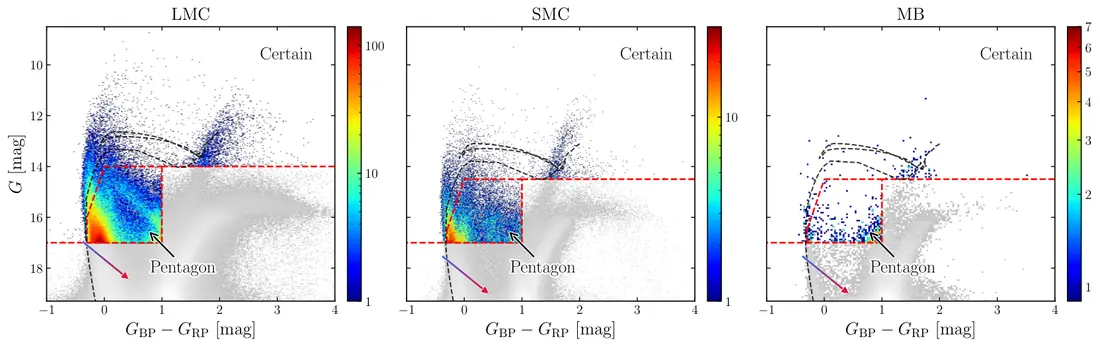 LMC
SMC
MB
Certain
Certain
Certain
Pentagon
Pentagon
Pentagon
10
12
14
16
18
G [mag]
−1 0 1 2 3 4
−1 0 1 2 3 4
−1 0 1 2 3 4
G_BP − G_RP [mag]
G_BP − G_RP [mag]
G_BP − G_RP [mag]
100
10
1
10
1
7
6
5
4
3
2
1